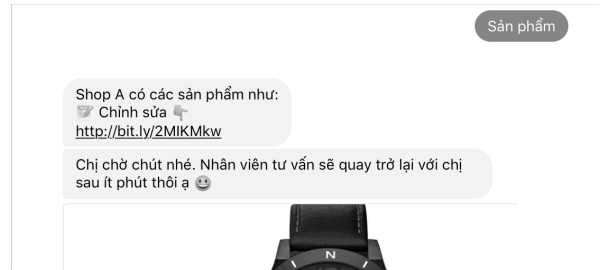 Sản phẩm
Shop A có các sản phẩm như:
📝 Chỉnh sửa 👇
http://bit.ly/2MlKMkw
Chị chờ chút nhé. Nhân viên tư vấn sẽ quay trở lại với chị
sau ít phút thôi ạ 😀
N